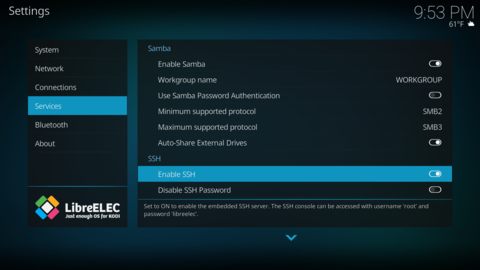 Settings
9:53 PM
61°F
System
Network
Connections
Services
Bluetooth
About
LibreELEC
Just enough OS for KODI
Samba
Enable Samba
Workgroup name WORKGROUP
Use Samba Password Authentication
Minimum supported protocol SMB2
Maximum supported protocol SMB3
Auto-Share External Drives
SSH
Enable SSH
Disable SSH Password
Set to ON to enable the embedded SSH server. The SSH console can be accessed with username 'root' and
password 'libreelec'.